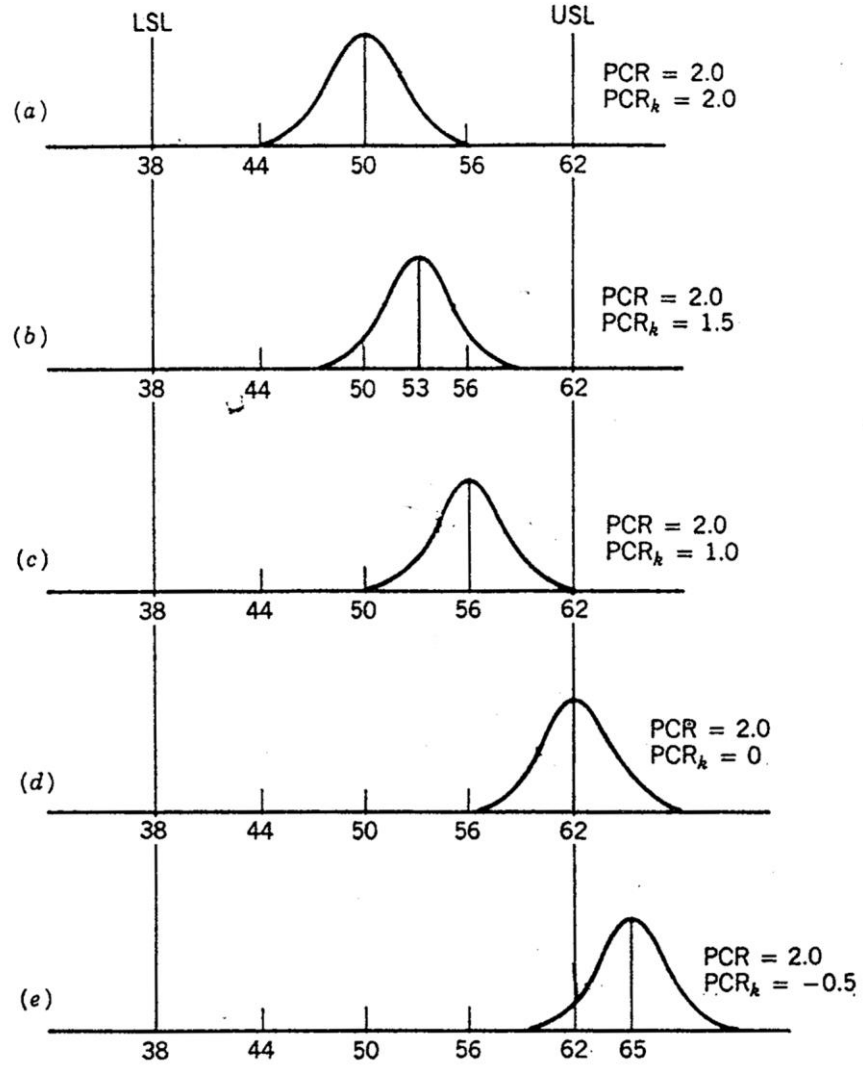 LSL USL
(a)
PCR = 2.0
PCRₖ = 2.0
38 44 50 56 62
(b)
PCR = 2.0
PCRₖ = 1.5
38 44 50 53 56 62
(c)
PCR = 2.0
PCRₖ = 1.0
38 44 50 56 62
(d)
PCR = 2.0
PCRₖ = 0
38 44 50 56 62
(e)
PCR = 2.0
PCRₖ = −0.5
38 44 50 56 62 65